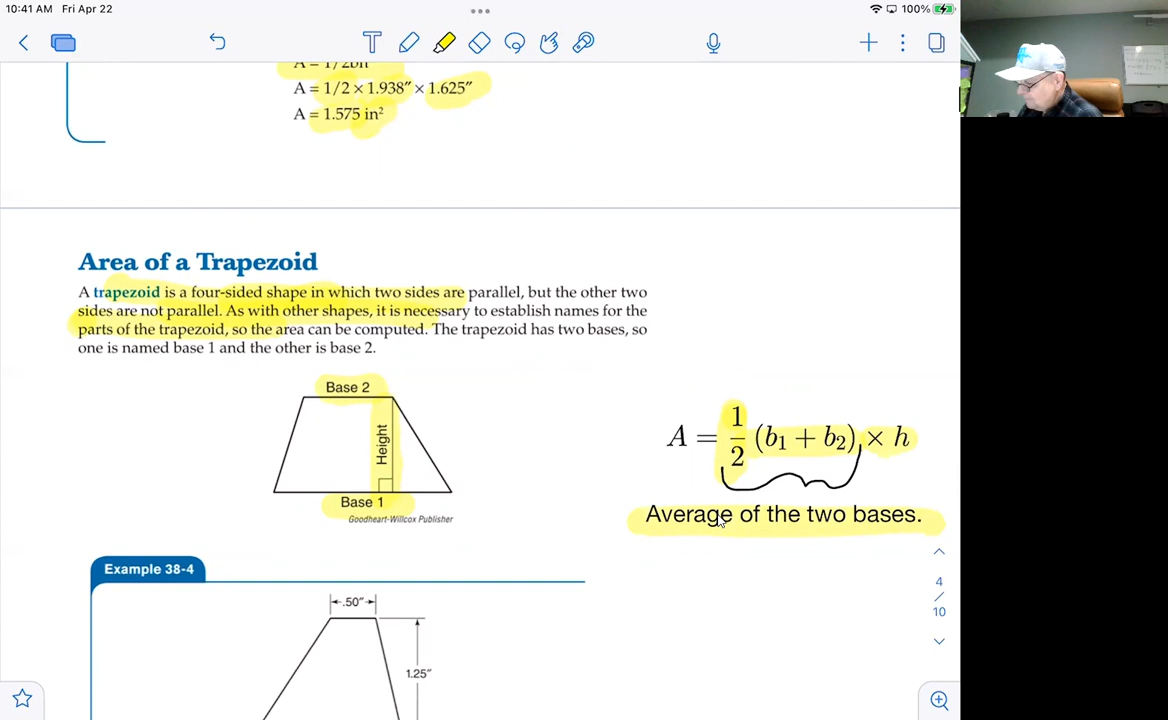 10:41 AM Fri Apr 22
100%
A = 1/2bh
A = 1/2 × 1.938″ × 1.625″
A = 1.575 in²
Area of a Trapezoid
A trapezoid is a four-sided shape in which two sides are parallel, but the other two
sides are not parallel. As with other shapes, it is necessary to establish names for the
parts of the trapezoid, so the area can be computed. The trapezoid has two bases, so
one is named base 1 and the other is base 2.
Base 2
Height
Base 1
Goodheart-Willcox Publisher
A = 1/2 (b₁ + b₂) × h
Average of the two bases.
4
/
10
Example 38-4
.50″
1.25″